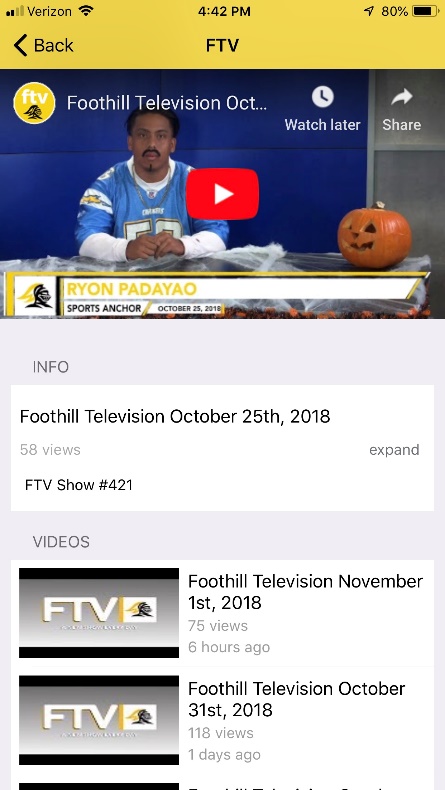 Verizon 4:42 PM 80%
Back FTV
ftv Foothill Television Oct... Watch later Share
RYON PADAYAO
SPORTS ANCHOR OCTOBER 25, 2018
INFO
Foothill Television October 25th, 2018
58 views expand
FTV Show #421
VIDEOS
FTV
Foothill Television November
1st, 2018
75 views
6 hours ago
FTV
Foothill Television October
31st, 2018
118 views
1 days ago